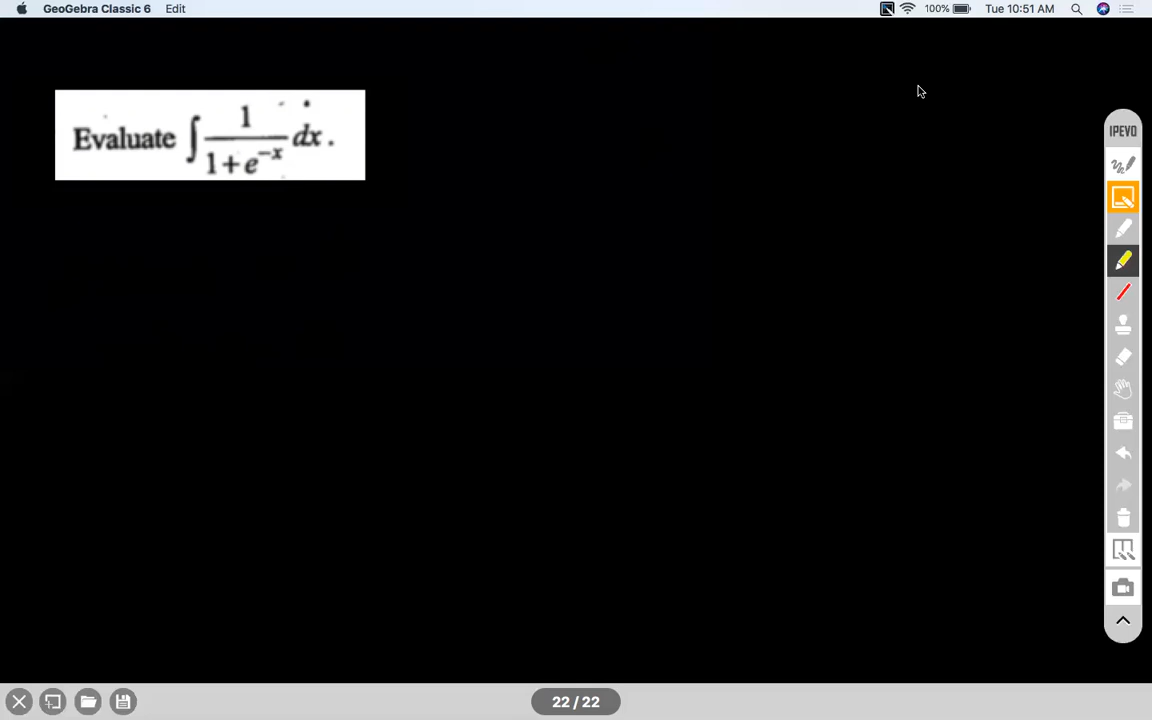 GeoGebra Classic 6 Edit 100% Tue 10:51 AM
Evaluate ∫ 1/(1+e^{-x}) dx .
IPEVO
22 / 22